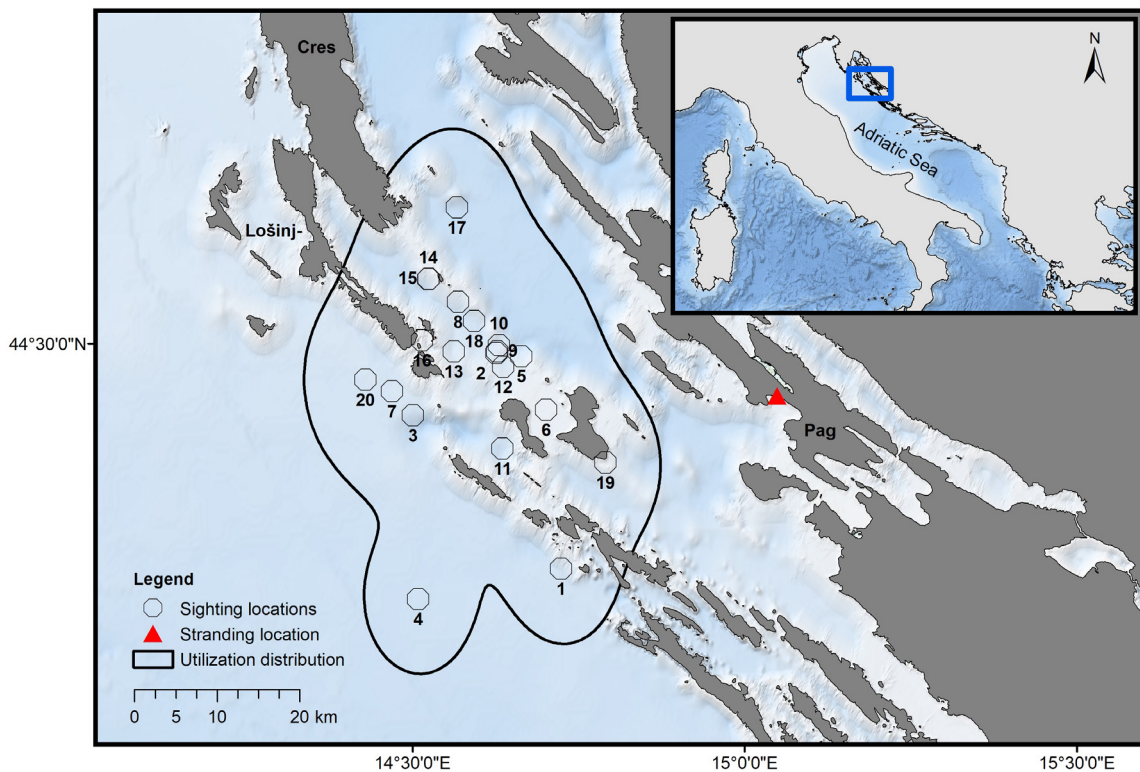 Cres
N
Adriatic Sea
17
Lošinj-
14
15
8
10
44°30'0"N
18
9
16
13
2
5
12
20
7
3
6
Pag
11
19
1
4
Legend
Sighting locations
Stranding location
Utilization distribution
0 5 10 20 km
14°30'0"E
15°0'0"E
15°30'0"E